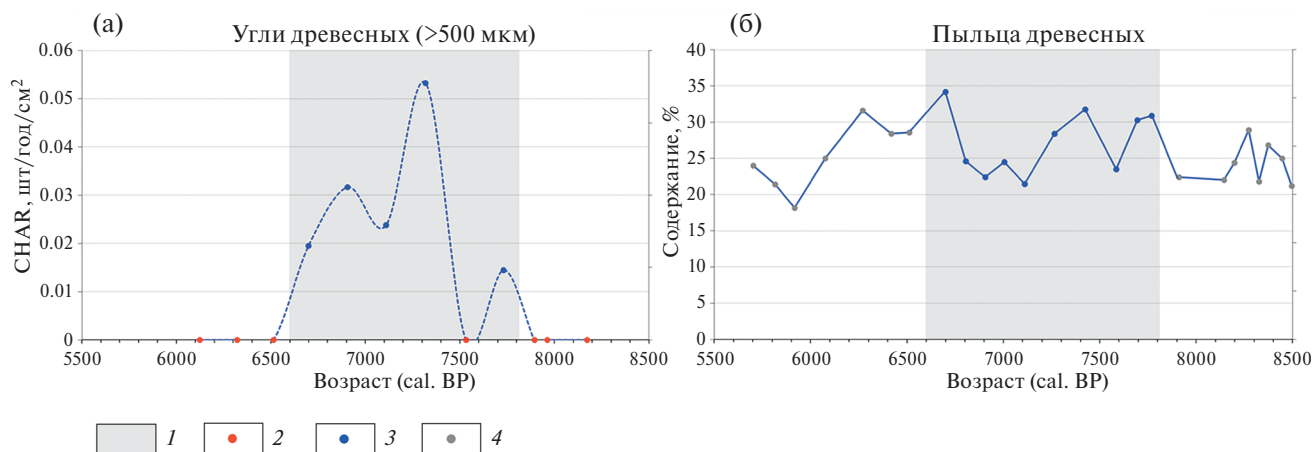 (а)
Угли древесных (>500 мкм)
CHAR, шт/год/см²
0.06
0.05
0.04
0.03
0.02
0.01
0
5500 6000 6500 7000 7500 8000 8500
Возраст (cal. BP)
(б)
Пыльца древесных
Содержание, %
40
35
30
25
20
15
10
5
0
5500 6000 6500 7000 7500 8000 8500
Возраст (cal. BP)
1 2 3 4